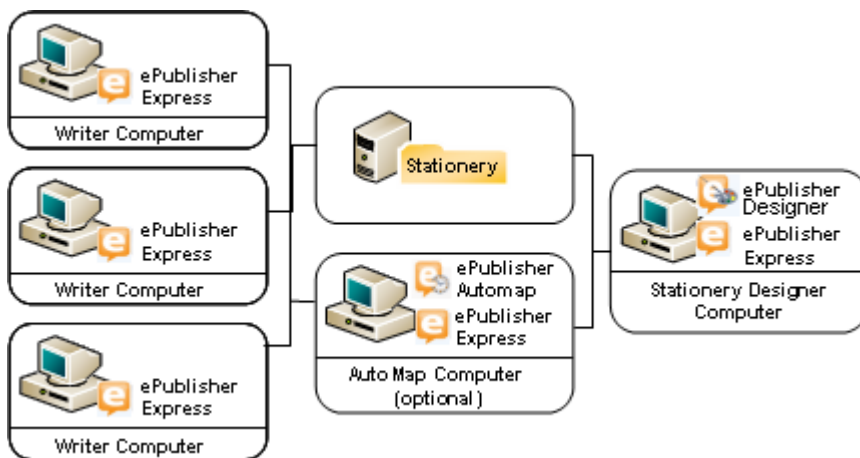 ePublisher
Express
Writer Computer
ePublisher
Express
Writer Computer
ePublisher
Express
Writer Computer
Stationery
ePublisher
Automap
ePublisher
Express
Auto Map Computer
(optional)
ePublisher
Designer
ePublisher
Express
Stationery Designer
Computer